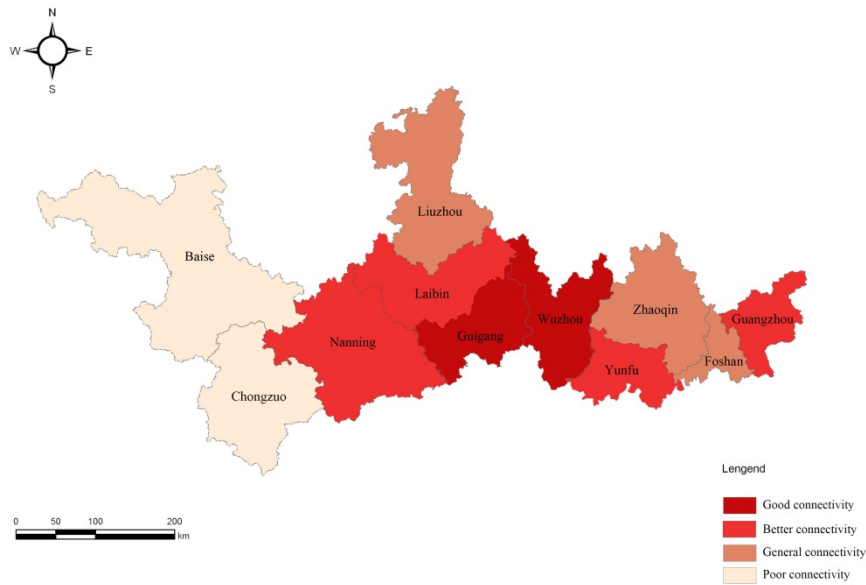 N
W E
S
Liuzhou
Baise
Laibin
Zhaoqin
Wuzhou
Guangzhou
Nanning
Guigang
Foshan
Yunfu
Chongzuo
Lengend
Good connectivity
Better connectivity
General connectivity
Poor connectivity
0 50 100 200
km